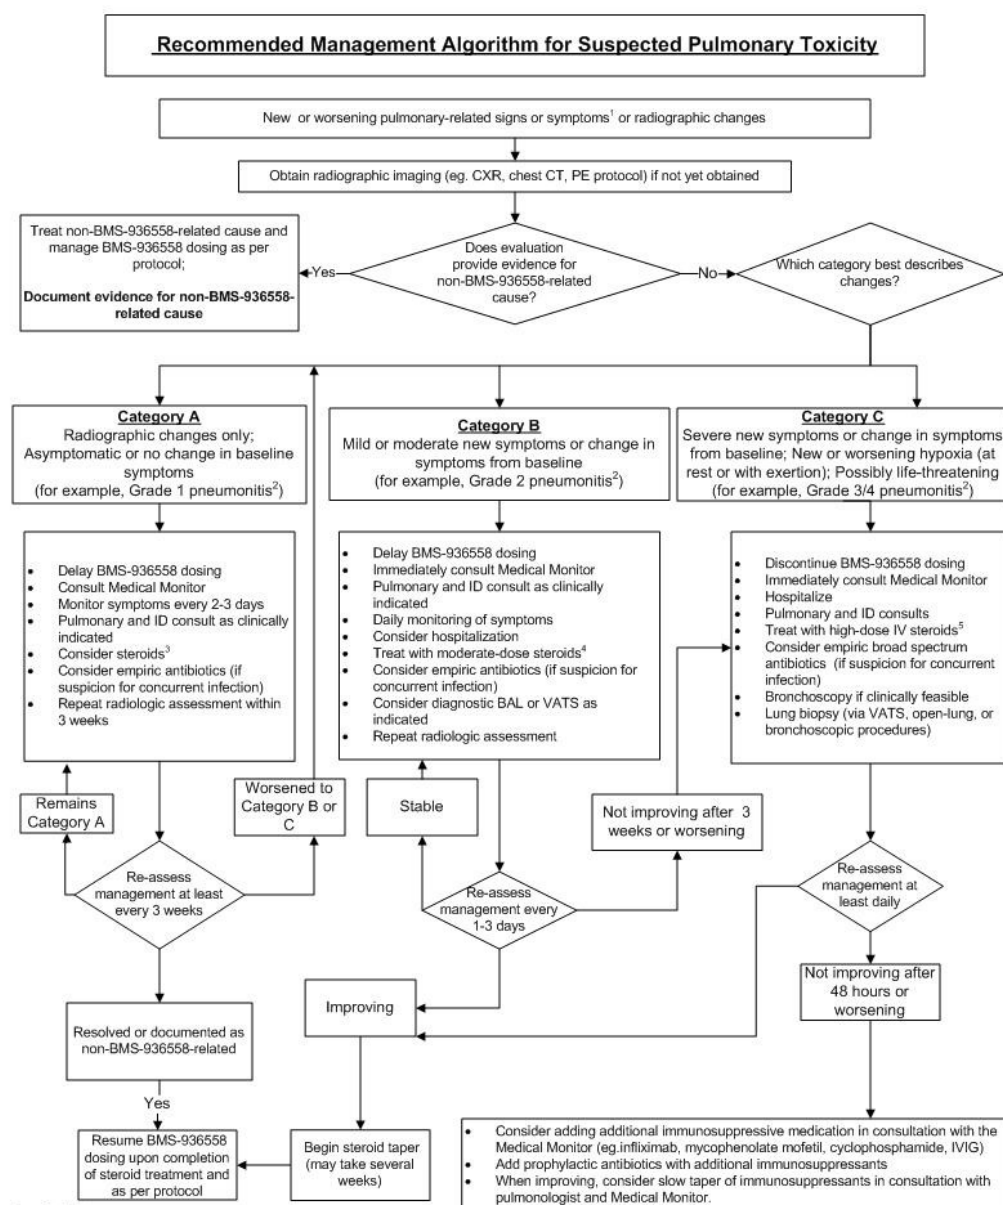 Recommended Management Algorithm for Suspected Pulmonary Toxicity
New or worsening pulmonary-related signs or symptoms¹ or radiographic changes
Obtain radiographic imaging (eg. CXR, chest CT, PE protocol) if not yet obtained
Treat non-BMS-936558-related cause and
manage BMS-936558 dosing as per
protocol;
Document evidence for non-BMS-936558-
related cause
Yes
Does evaluation
provide evidence for
non-BMS-936558-related
cause?
No
Which category best describes
changes?
Category A
Radiographic changes only;
Asymptomatic or no change in baseline
symptoms
(for example, Grade 1 pneumonitis²)
Category B
Mild or moderate new symptoms or change in
symptoms from baseline
(for example, Grade 2 pneumonitis²)
Category C
Severe new symptoms or change in symptoms
from baseline; New or worsening hypoxia (at
rest or with exertion); Possibly life-threatening
(for example, Grade 3/4 pneumonitis²)
• Delay BMS-936558 dosing
• Consult Medical Monitor
• Monitor symptoms every 2-3 days
• Pulmonary and ID consult as clinically
indicated
• Consider steroids³
• Consider empiric antibiotics (if
suspicion for concurrent infection)
• Repeat radiologic assessment within
3 weeks
• Delay BMS-936558 dosing
• Immediately consult Medical Monitor
• Pulmonary and ID consult as clinically
indicated
• Daily monitoring of symptoms
• Consider hospitalization
• Treat with moderate-dose steroids⁴
• Consider empiric antibiotics (if suspicion for
concurrent infection)
• Consider diagnostic BAL or VATS as
indicated
• Repeat radiologic assessment
• Discontinue BMS-936558 dosing
• Immediately consult Medical Monitor
• Hospitalize
• Pulmonary and ID consults
• Treat with high-dose IV steroids⁵
• Consider empiric broad spectrum
antibiotics (if suspicion for concurrent
infection)
• Bronchoscopy if clinically feasible
• Lung biopsy (via VATS, open-lung, or
bronchoscopic procedures)
Remains
Category A
Worsened to
Category B or
C
Stable
Not improving after 3
weeks or worsening
Re-assess
management at least
every 3 weeks
Re-assess
management every
1-3 days
Re-assess
management at
least daily
Resolved or documented as
non-BMS-936558-related
Improving
Not improving after
48 hours or
worsening
Yes
Resume BMS-936558
dosing upon completion
of steroid treatment and
as per protocol
Begin steroid taper
(may take several
weeks)
• Consider adding additional immunosuppressive medication in consultation with the
Medical Monitor (eg.infliximab, mycophenolate mofetil, cyclophosphamide, IVIG)
• Add prophylactic antibiotics with additional immunosuppressants
• When improving, consider slow taper of immunosuppressants in consultation with
pulmonologist and Medical Monitor.